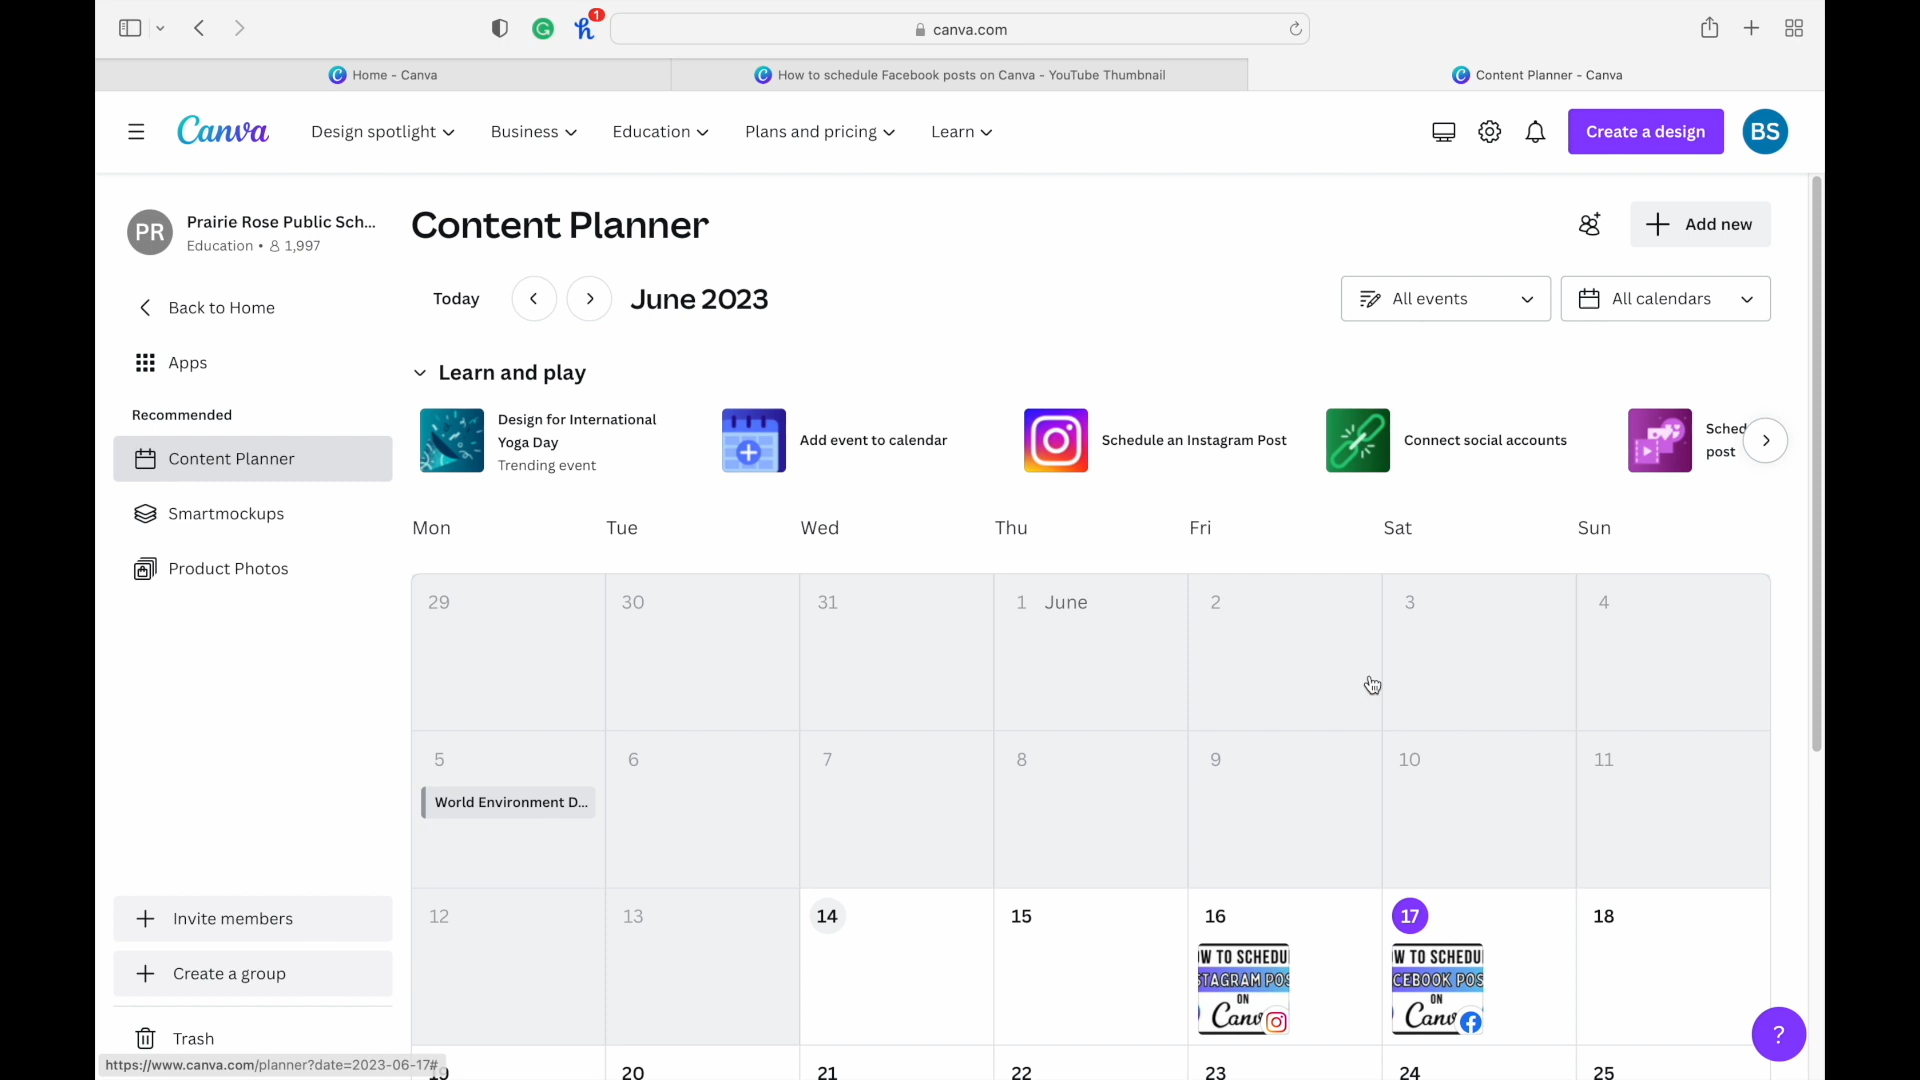 1
canva.com
Home - Canva
How to schedule Facebook posts on Canva - YouTube Thumbnail
Content Planner - Canva
Canva
Design spotlight
Business
Education
Plans and pricing
Learn
Create a design
BS
PR
Prairie Rose Public Sch...
Education • 1,997
Content Planner
Add new
Back to Home
Today
June 2023
All events
All calendars
Apps
Learn and play
Recommended
Content Planner
Smartmockups
Product Photos
Design for International
Yoga Day
Trending event
Add event to calendar
Schedule an Instagram Post
Connect social accounts
Sched
post
Mon Tue Wed Thu Fri Sat Sun
29 30 31 1 June 2 3 4
5 6 7 8 9 10 11
World Environment D...
12 13 14 15 16 17 18
OW TO SCHEDU
STAGRAM POS
ON
Canv
W TO SCHEDU
CEBOOK POS
ON
Canv
Invite members
Create a group
Trash
?
https://www.canva.com/planner?date=2023-06-17#
19 20 21 22 23 24 25